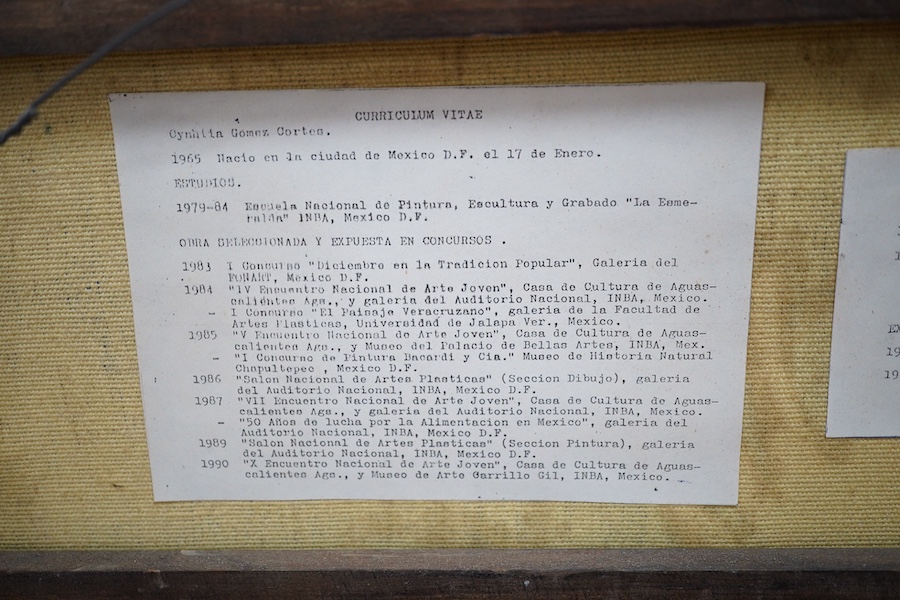 CURRICULUM VITAE
Cynhtia Gomez Cortes.
1965 Nacio en la ciudad de Mexico D.F. el 17 de Enero.
ESTUDIOS.
1979-84 Escuela Nacional de Pintura, Escultura y Grabado "La Esme-
ralda" INBA, Mexico D.F.
OBRA SELECCIONADA Y EXPUESTA EN CONCURSOS .
1983 I Concurso "Diciembre en la Tradicion Popular", Galeria del
FONART, Mexico D.F.
1984 "IV Encuentro Nacional de Arte Joven", Casa de Cultura de Aguas-
calientes Ags., y galeria del Auditorio Nacional, INBA, Mexico.
- I Concurso "El Paisaje Veracruzano", galeria de la Facultad de
Artes Plasticas, Universidad de Jalapa Ver., Mexico.
1985 "V Encuentro Nacional de Arte Joven", Casa de Cultura de Aguas-
calientes Ags., y Museo del Palacio de Bellas Artes, INBA, Mex.
- "I Concurso de Pintura Bacardi y Cia." Museo de Historia Natural
Chapultepec , Mexico D.F.
1986 "Salon Nacional de Artes Plasticas" (Seccion Dibujo), galeria
del Auditorio Nacional, INBA, Mexico D.F.
1987 "VII Encuentro Nacional de Arte Joven", Casa de Cultura de Aguas-
calientes Ags., y galeria del Auditorio Nacional, INBA, Mexico.
- "50 Años de lucha por la Alimentacion en Mexico", galeria del
Auditorio Nacional, INBA, Mexico D.F.
1989 "Salon Nacional de Artes Plasticas" (Seccion Pintura), galeria
del Auditorio Nacional, INBA, Mexico D.F.
1990 "X Encuentro Nacional de Arte Joven", Casa de Cultura de Aguas-
calientes Ags., y Museo de Arte Garrillo Gil, INBA, Mexico.